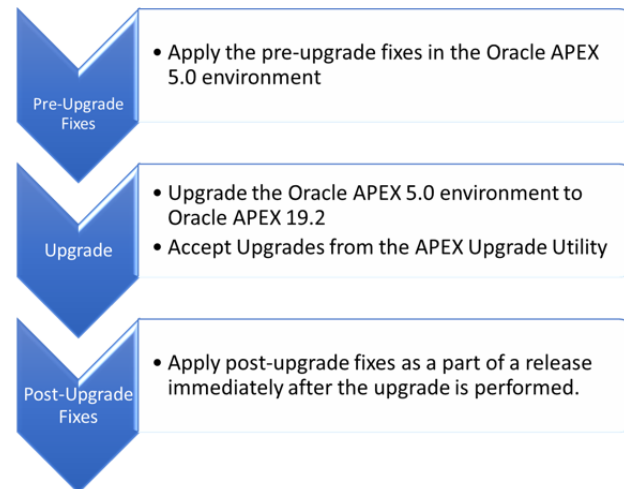 Pre-Upgrade
Fixes
• Apply the pre-upgrade fixes in the Oracle APEX
5.0 environment
Upgrade
• Upgrade the Oracle APEX 5.0 environment to
Oracle APEX 19.2
• Accept Upgrades from the APEX Upgrade Utility
Post-Upgrade
Fixes
• Apply post-upgrade fixes as a part of a release
immediately after the upgrade is performed.